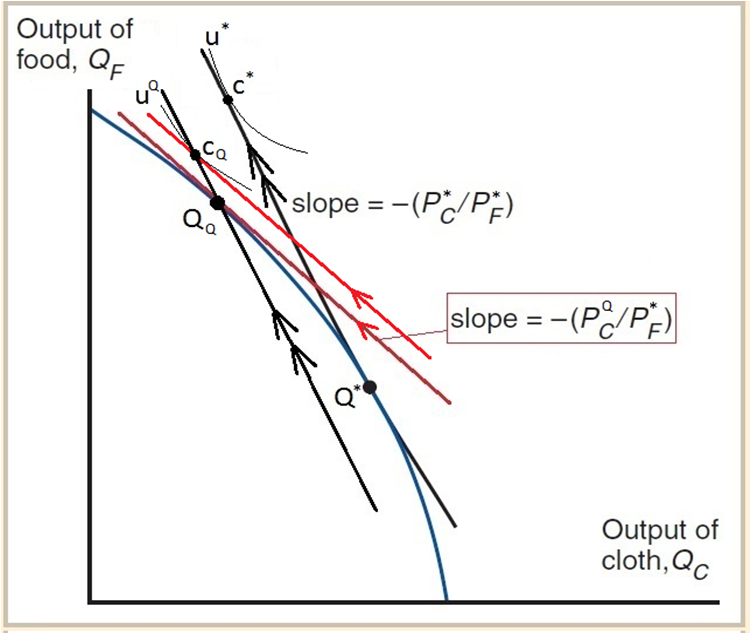 Output of
food, Q_F
u*
c*
u^Q
c_Q
slope = −(P*_C/P*_F)
Q_Q
slope = −(P^Q_C/P*_F)
Q*
Output of
cloth, Q_C